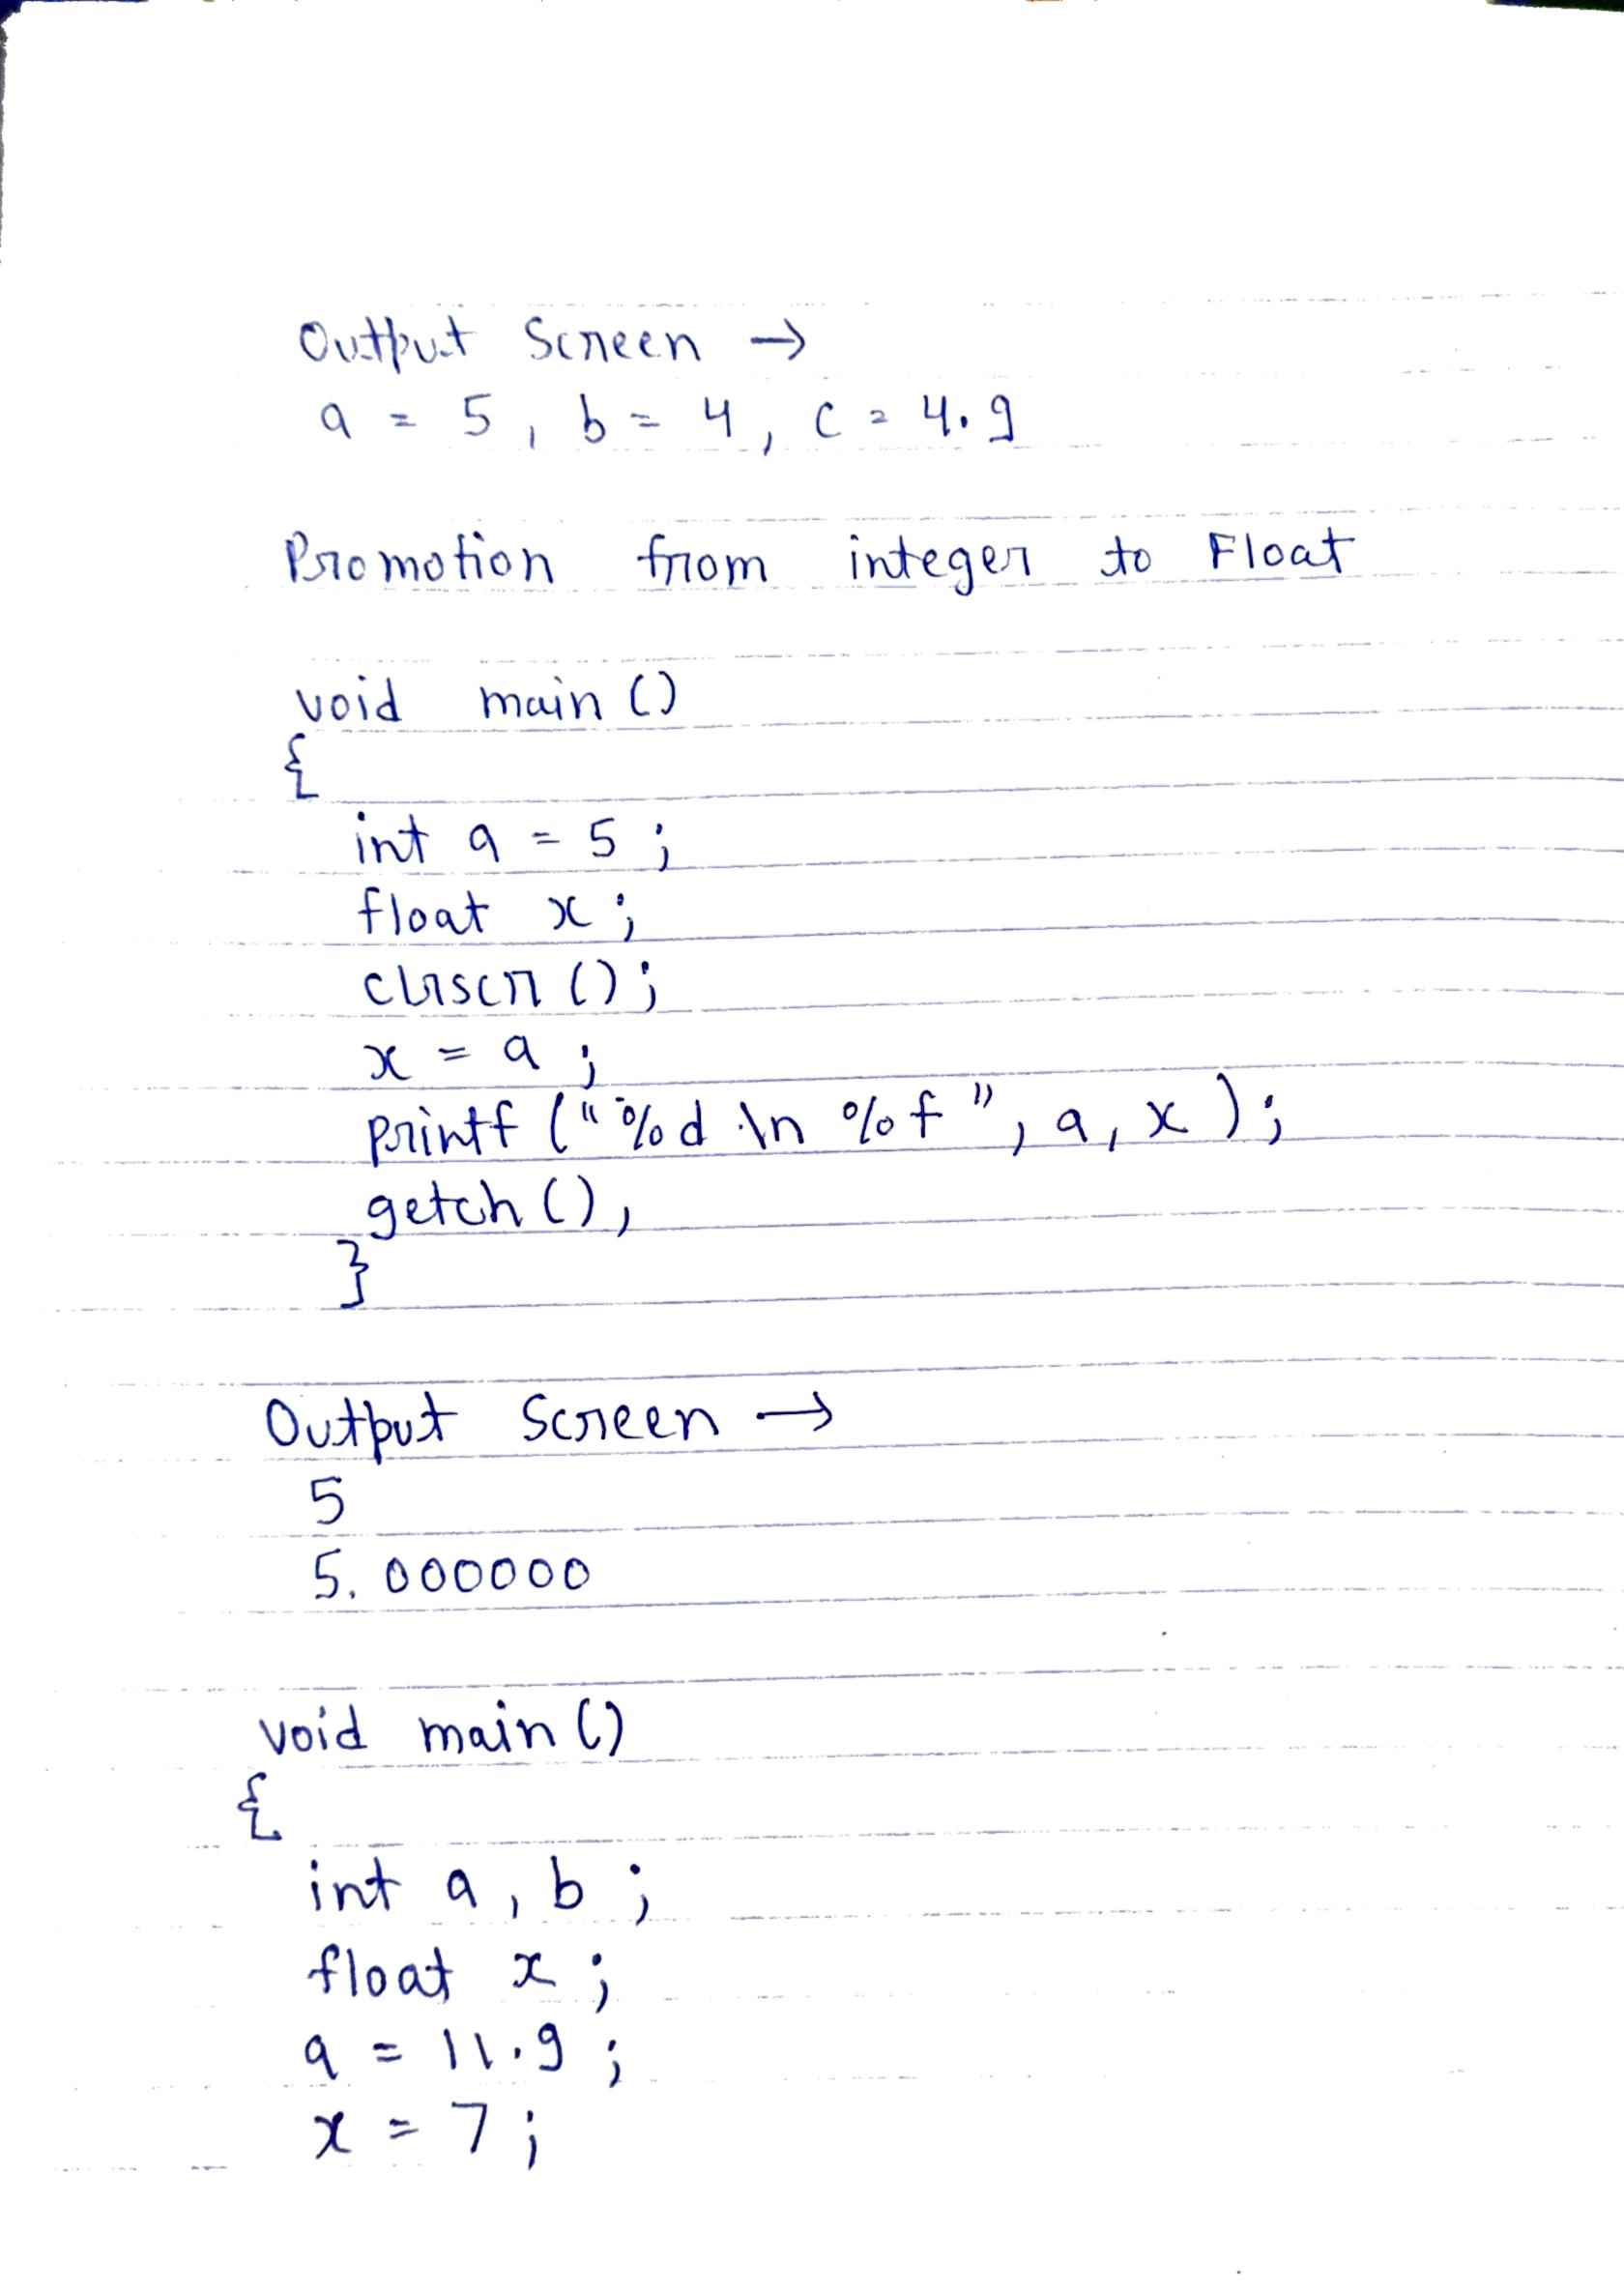 Output Screen →
a = 5, b = 4, c = 4.9
Promotion from integer to Float
void main ()
{
int a = 5 ;
float x ;
clrscr () ;
x = a ;
printf ("%d \n %f", a, x ) ;
getch () ,
}
Output Screen →
5
5. 000000
void main ()
{
int a , b ;
float x ;
a = 11.9 ;
x = 7 ;